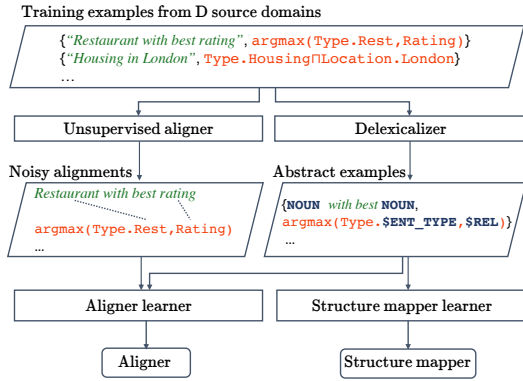 Training examples from D source domains
{“Restaurant with best rating”, argmax(Type.Rest,Rating)}
{“Housing in London”, Type.Housing⊓Location.London}
...
Unsupervised aligner
Delexicalizer
Noisy alignments
Restaurant with best rating
argmax(Type.Rest,Rating)
...
Abstract examples
{NOUN with best NOUN,
argmax(Type.$ENT_TYPE,$REL)}
...
Aligner learner
Structure mapper learner
Aligner
Structure mapper